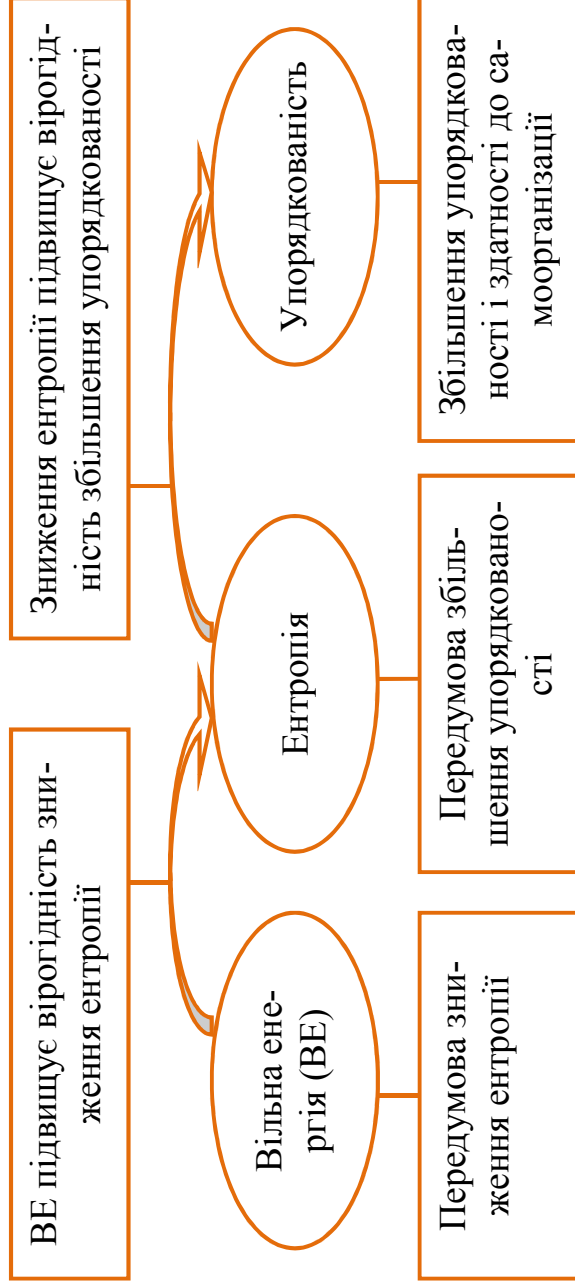 ВЕ підвищує вірогідність зни-
ження ентропії
Зниження ентропії підвищує вірогід-
ність збільшення упорядкованості
Вільна ене-
ргія (ВЕ)
Ентропія
Упорядкованість
Передумова зни-
ження ентропії
Передумова збіль-
шення упорядковано-
сті
Збільшення упорядкова-
ності і здатності до са-
моорганізації